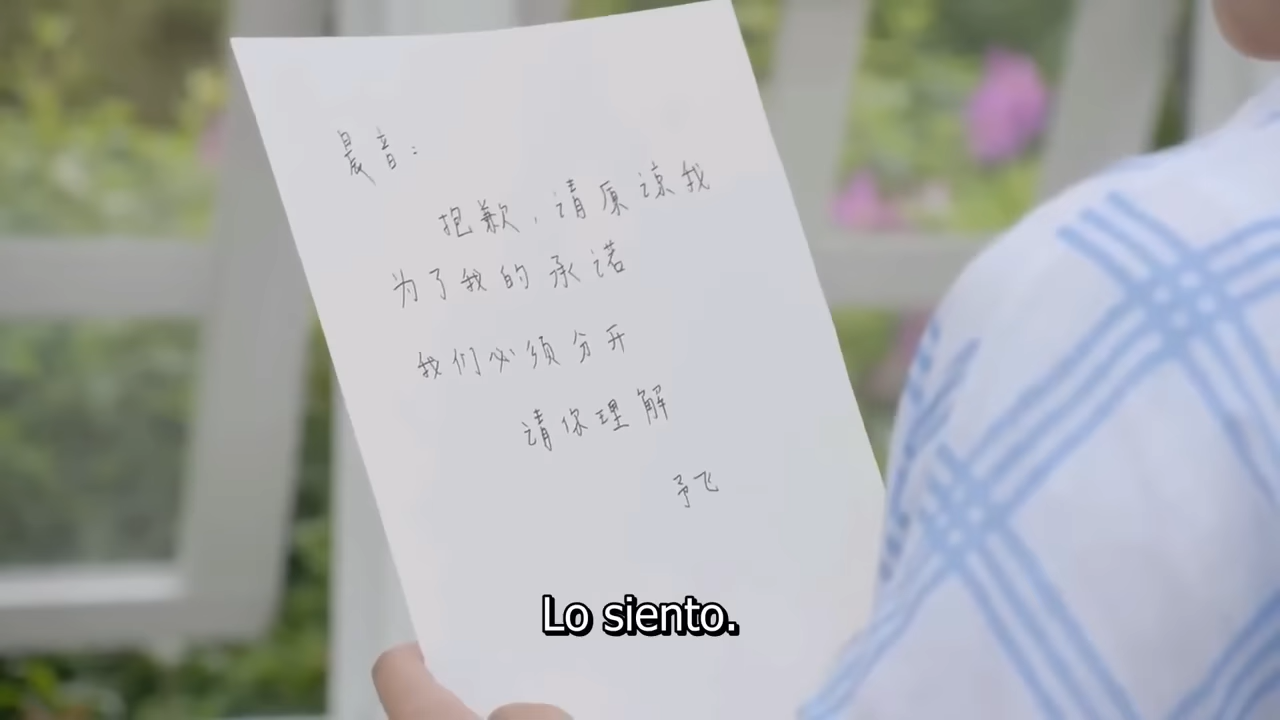 晨音：
抱歉，请原谅我
为了我的承诺
我们必须分开
请你理解
予飞
Lo siento.